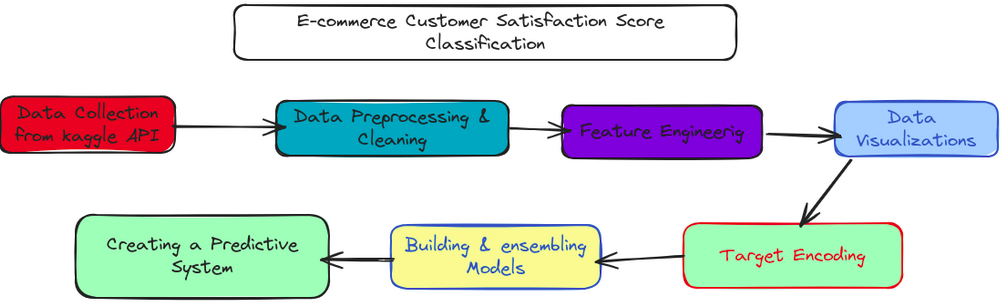 E-commerce Customer Satisfaction Score
Classification
Data Collection
from kaggle API
Data Preprocessing &
Cleaning
Feature Engineerig
Data
Visualizations
Creating a Predictive
System
Building & ensembling
Models
Target Encoding